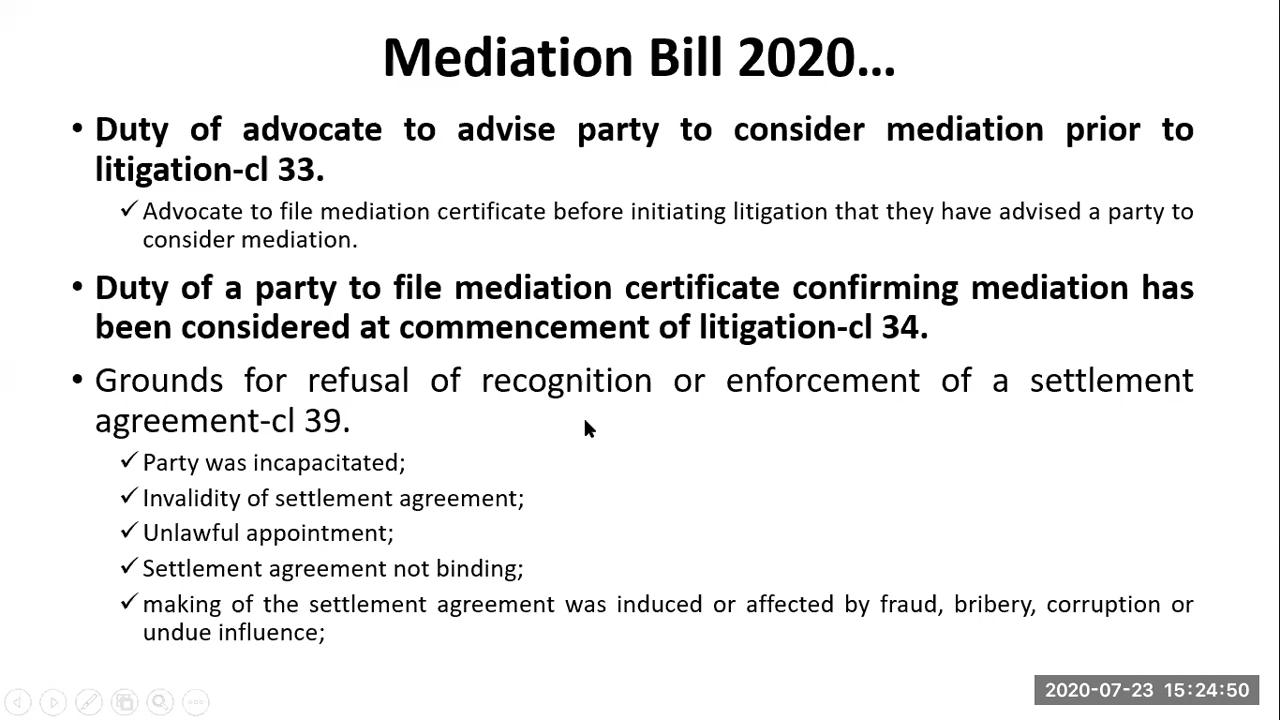 Mediation Bill 2020…
• Duty of advocate to advise party to consider mediation prior to
litigation-cl 33.
✓Advocate to file mediation certificate before initiating litigation that they have advised a party to
consider mediation.
• Duty of a party to file mediation certificate confirming mediation has
been considered at commencement of litigation-cl 34.
• Grounds for refusal of recognition or enforcement of a settlement
agreement-cl 39.
✓Party was incapacitated;
✓Invalidity of settlement agreement;
✓Unlawful appointment;
✓Settlement agreement not binding;
✓making of the settlement agreement was induced or affected by fraud, bribery, corruption or
undue influence;
2020-07-23 15:24:50